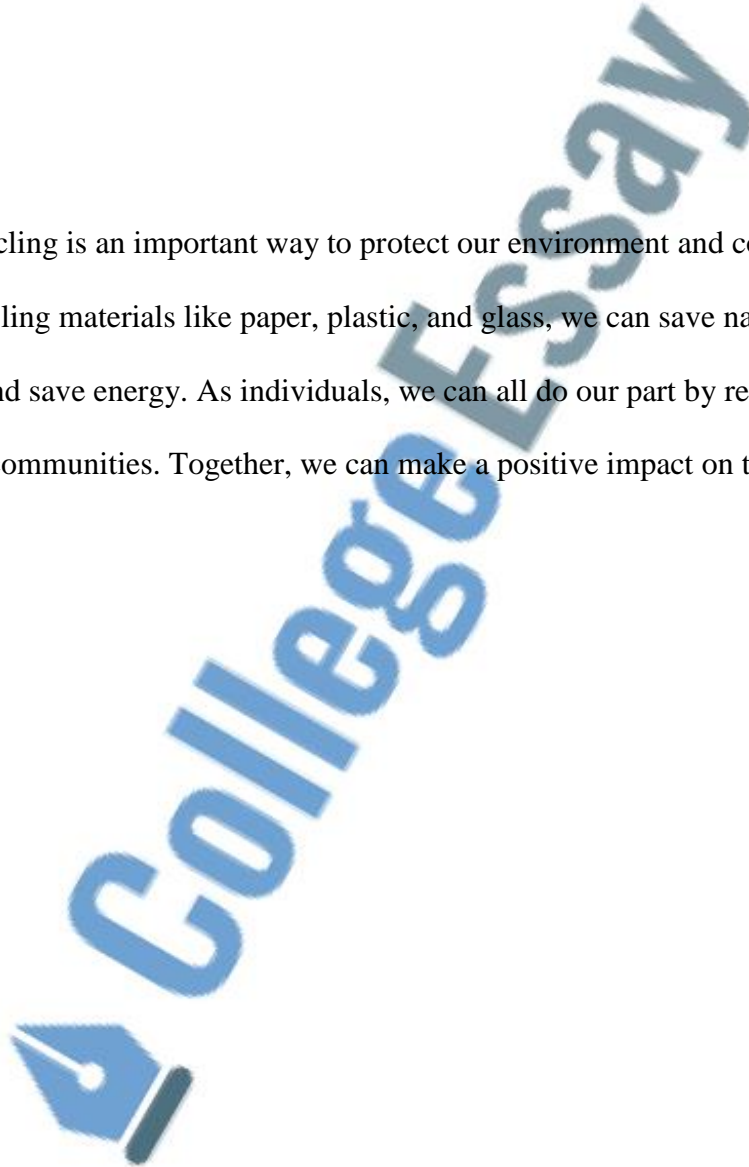 cling is an important way to protect our environment and c
ling materials like paper, plastic, and glass, we can save na
nd save energy. As individuals, we can all do our part by re
ommunities. Together, we can make a positive impact on t
College Essay